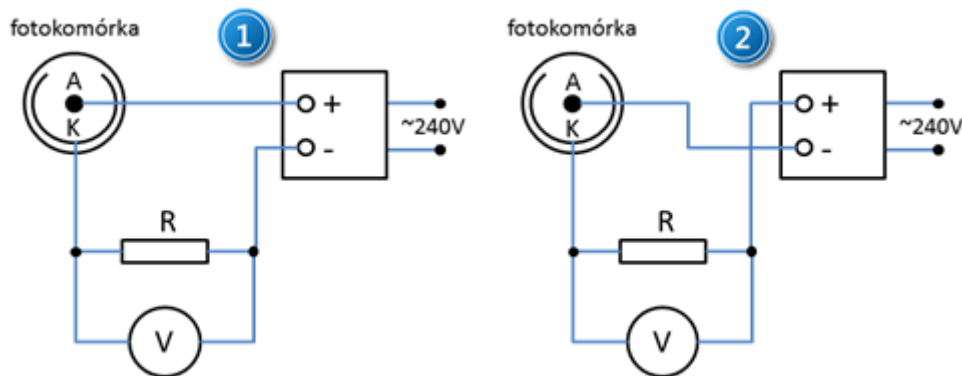 fotokomórka
1
A
K
+
-
~240V
R
V
fotokomórka
2
A
K
+
-
~240V
R
V